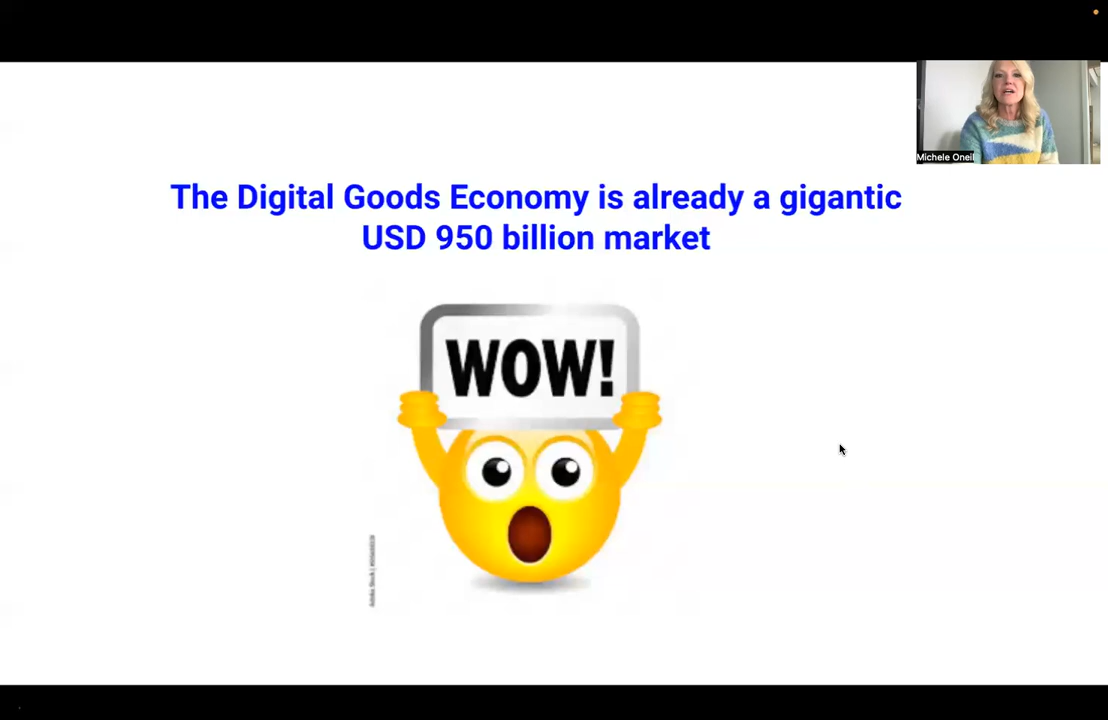 Michele Oneil
The Digital Goods Economy is already a gigantic
USD 950 billion market
WOW!